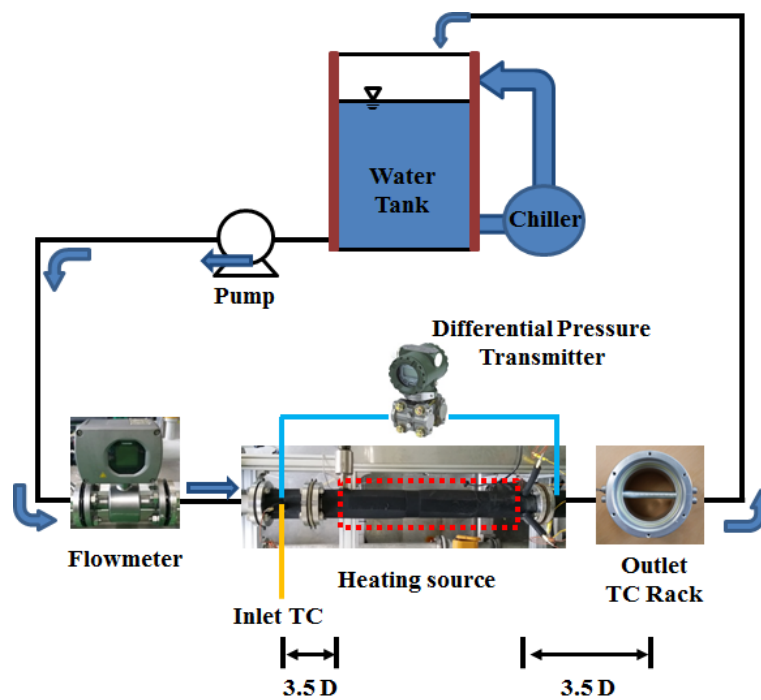 Water
Tank
Chiller
Pump
Differential Pressure
Transmitter
Flowmeter
Heating source
Outlet
TC Rack
Inlet TC
3.5 D
3.5 D